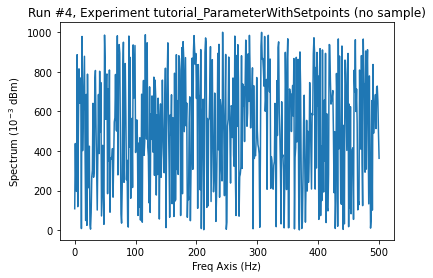 Run #4, Experiment tutorial_ParameterWithSetpoints (no sample)
1000
800
600
400
200
0
Spectrum (10⁻³ dBm)
0 100 200 300 400 500
Freq Axis (Hz)